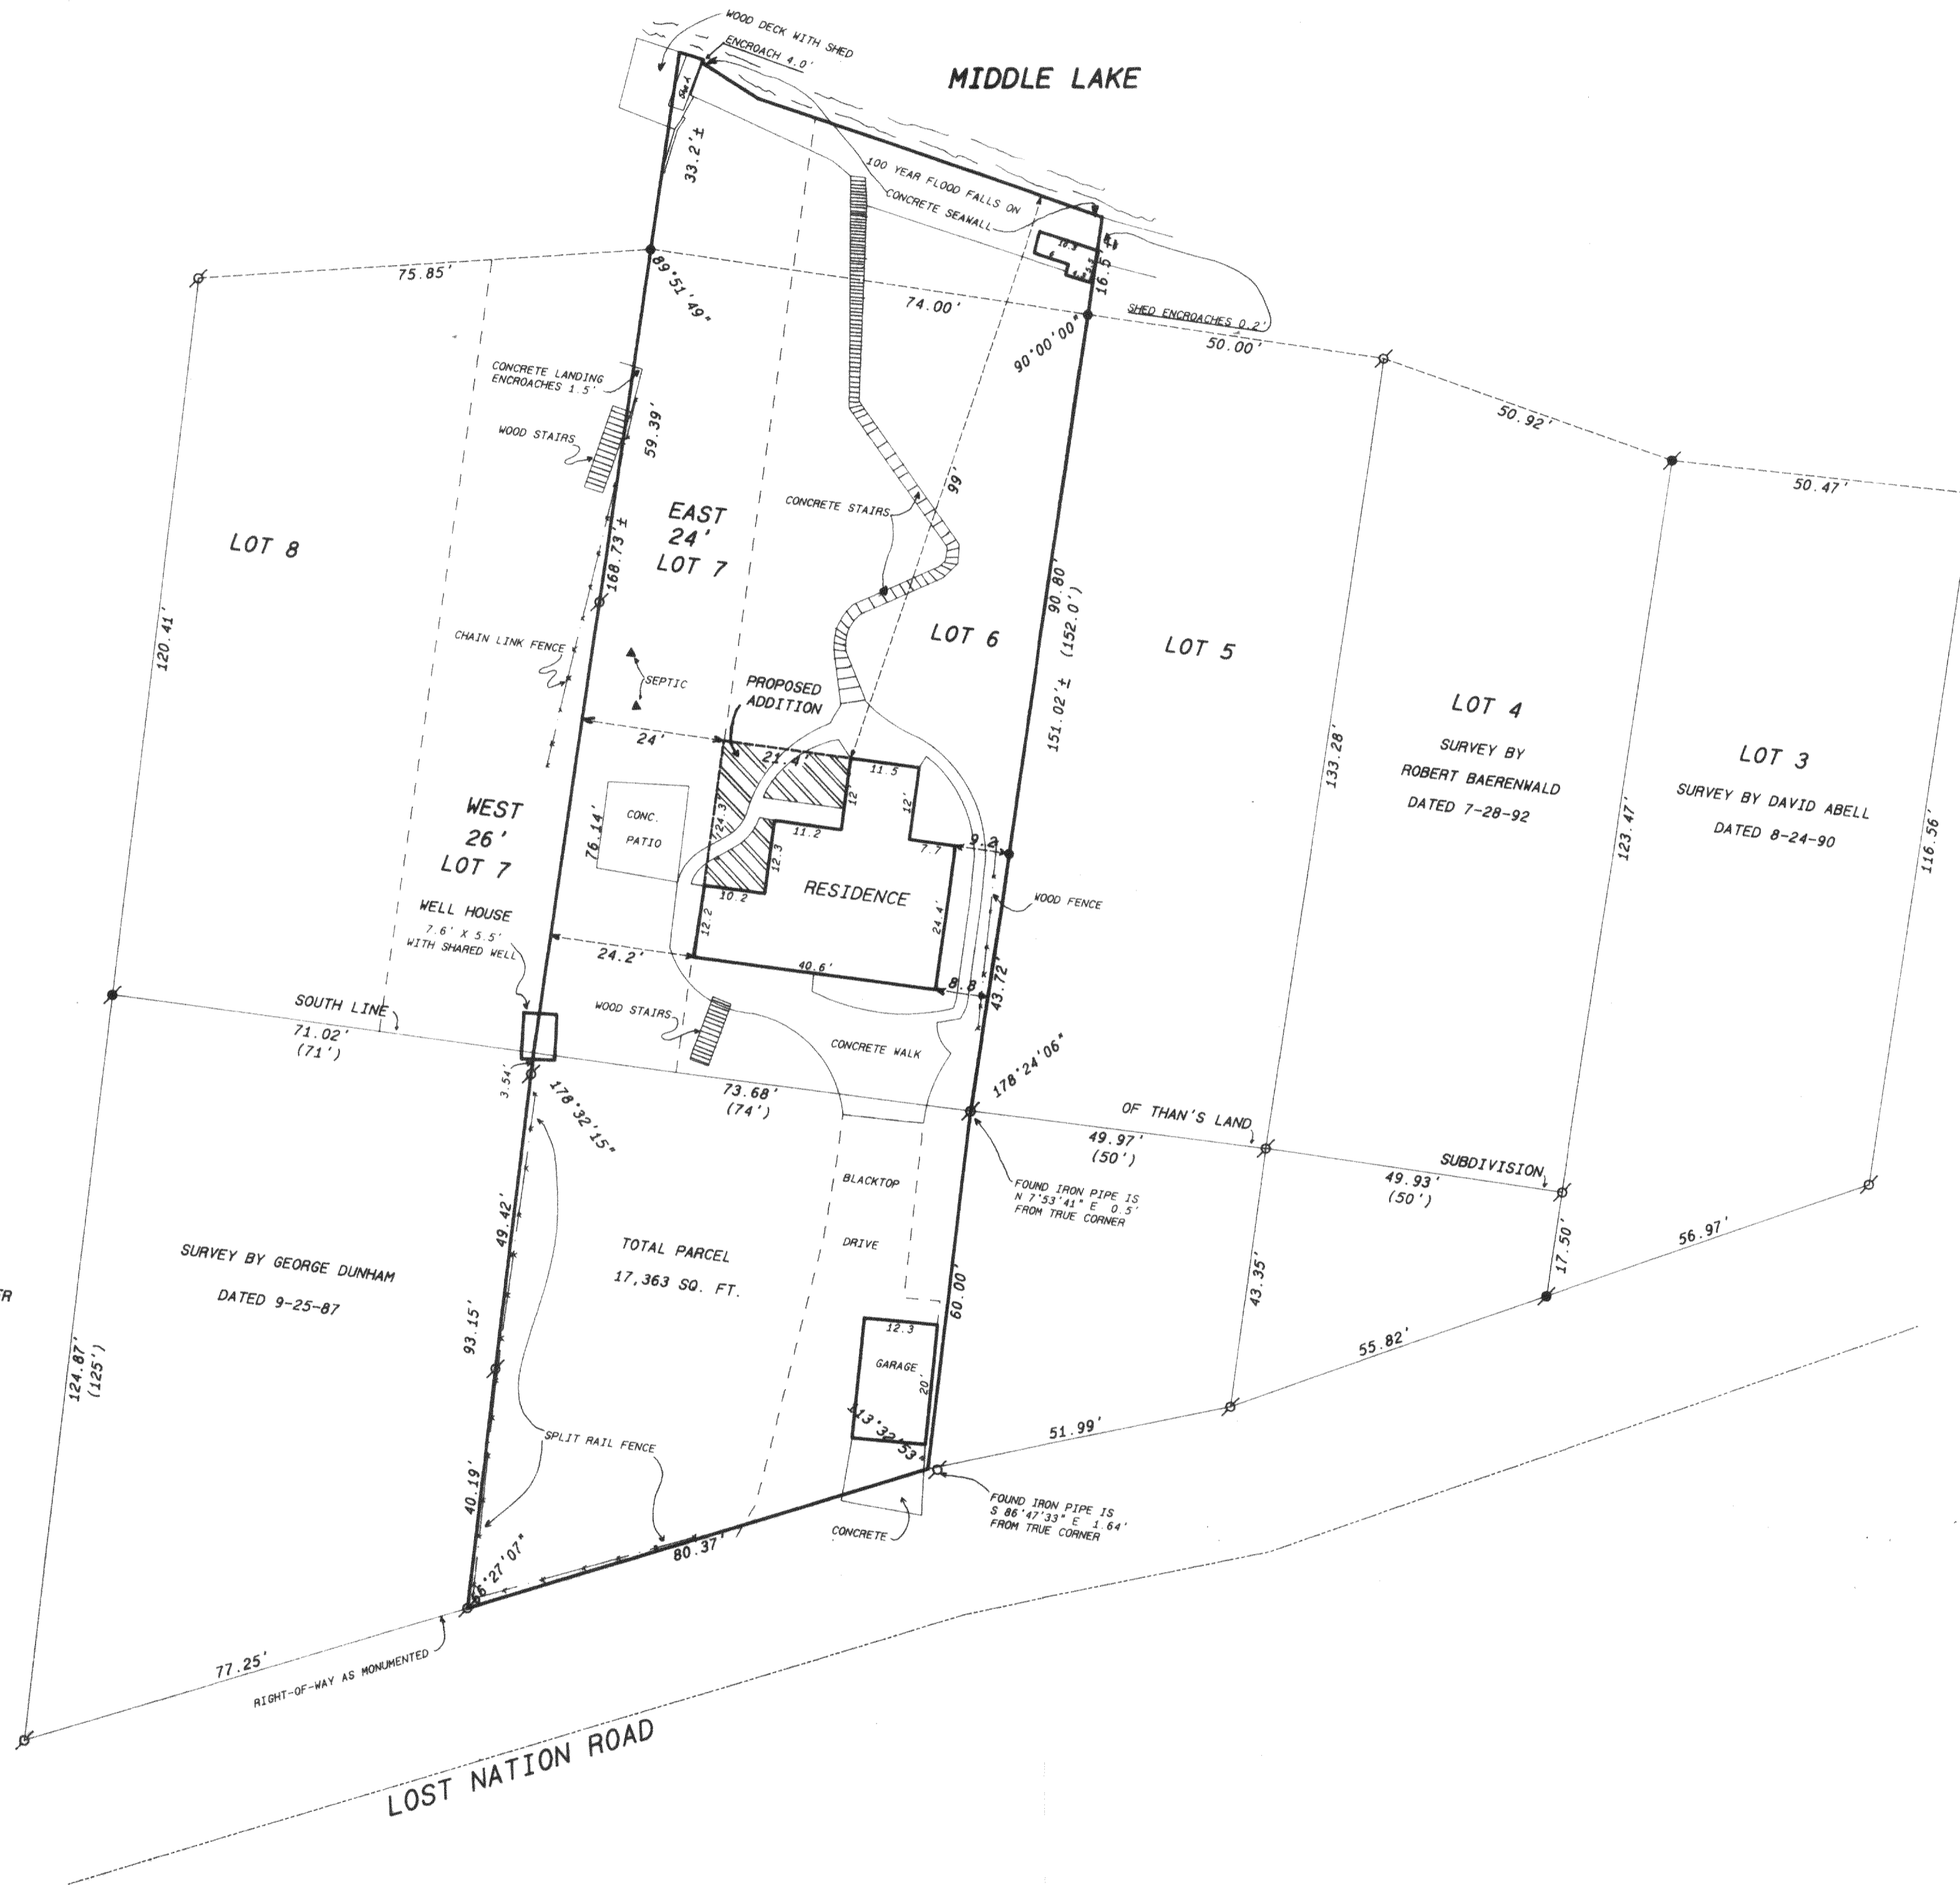 WOOD DECK WITH SHED
ENCROACH 4.0'
MIDDLE LAKE
33.2'±
100 YEAR FLOOD FALLS ON
CONCRETE SEAWALL
16.5'±
75.85'
89°51'49"
74.00'
90°00'00"
SHED ENCROACHES 0.2'
50.00'
50.92'
50.47'
CONCRETE LANDING
ENCROACHES 1.5'
WOOD STAIRS
59.39'
99'
CONCRETE STAIRS
EAST
24'
LOT 7
LOT 8
168.73'±
120.41'
CHAIN LINK FENCE
SEPTIC
LOT 6
90.80'
151.02'± (152.0')
LOT 5
PROPOSED
ADDITION
133.28'
LOT 4
SURVEY BY
ROBERT BAERENWALD
DATED 7-28-92
123.47'
LOT 3
SURVEY BY DAVID ABELL
DATED 8-24-90
116.56'
24'
21.4'
11.5
12'
12'
24.3'
11.2
12.3
7.7
9.2
WEST
26'
LOT 7
76.14'
CONC.
PATIO
10.2
RESIDENCE
12.2
24.4'
WOOD FENCE
WELL HOUSE
7.6' X 5.5'
WITH SHARED WELL
24.2'
40.6'
8.8
43.72'
SOUTH LINE
71.02'
(71')
WOOD STAIRS
CONCRETE WALK
3.54'
178°32'15"
73.68'
(74')
178°24'06"
OF THAN'S LAND
49.97'
(50')
SUBDIVISION
49.93'
(50')
FOUND IRON PIPE IS
N 7°53'41" E 0.5'
FROM TRUE CORNER
BLACKTOP
DRIVE
49.42'
TOTAL PARCEL
17,363 SQ. FT.
SURVEY BY GEORGE DUNHAM
DATED 9-25-87
60.00'
43.35'
17.50'
56.97'
93.15'
12.3
GARAGE
20'
55.82'
124.87'
(125')
51.99'
113°32'53"
SPLIT RAIL FENCE
40.19'
FOUND IRON PIPE IS
S 86°47'33" E 1.64'
FROM TRUE CORNER
CONCRETE
80.37'
66°27'07"
77.25'
RIGHT-OF-WAY AS MONUMENTED
LOST NATION ROAD